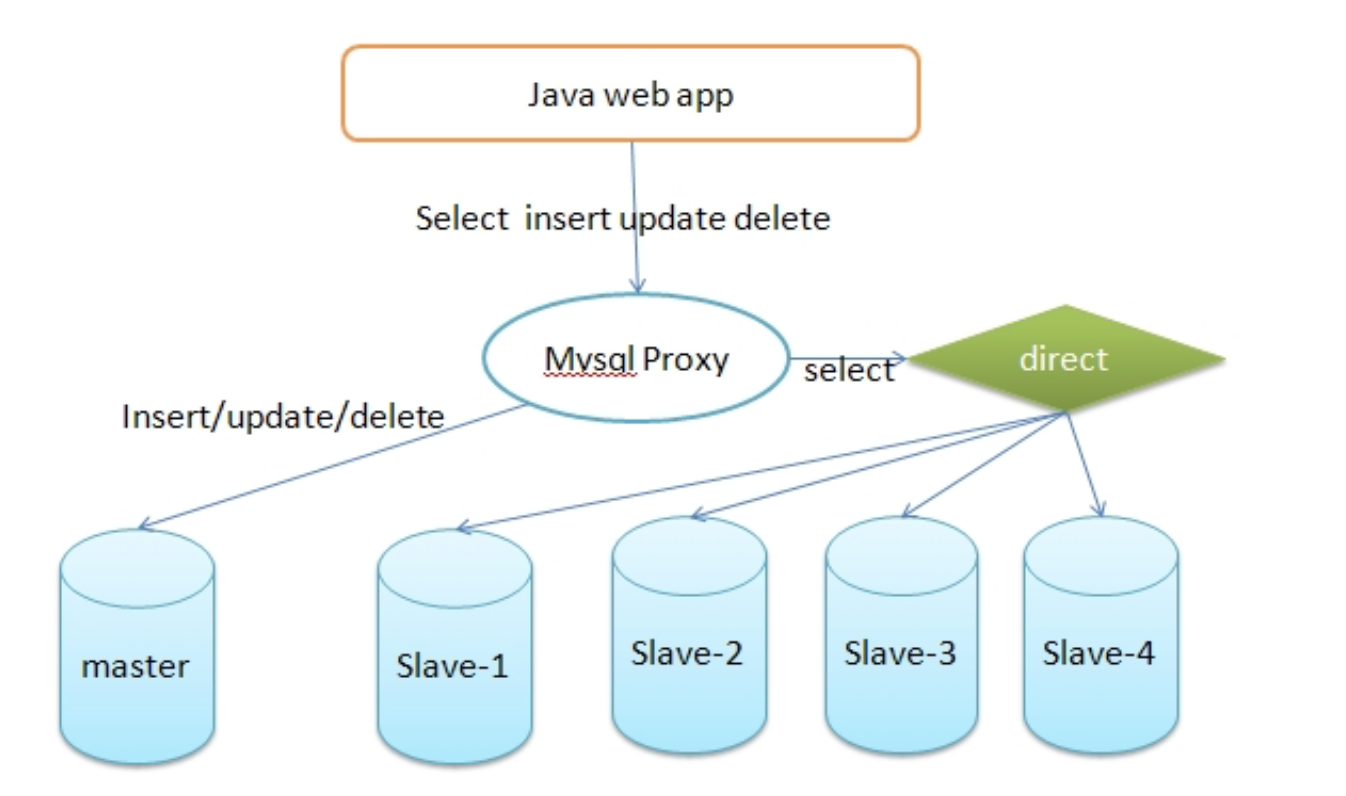 Java web app
Select insert update delete
Mysql Proxy
select
direct
Insert/update/delete
master
Slave-1
Slave-2
Slave-3
Slave-4